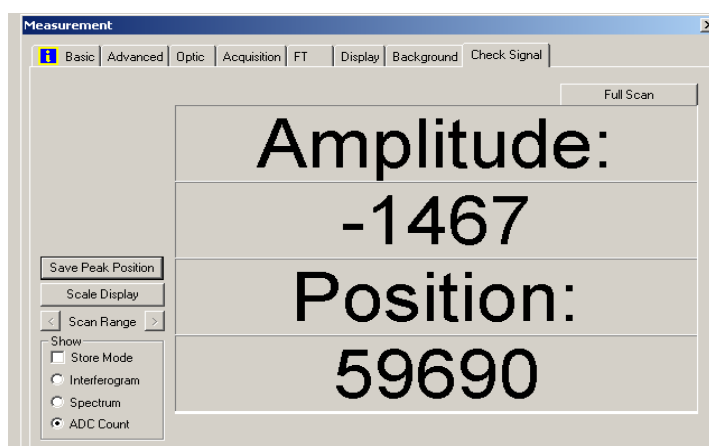 Measurement
i Basic Advanced Optic Acquisition FT Display Background Check Signal
Full Scan
Amplitude:
-1467
Position:
59690
Save Peak Position
Scale Display
< Scan Range >
Show
Store Mode
Interferogram
Spectrum
ADC Count